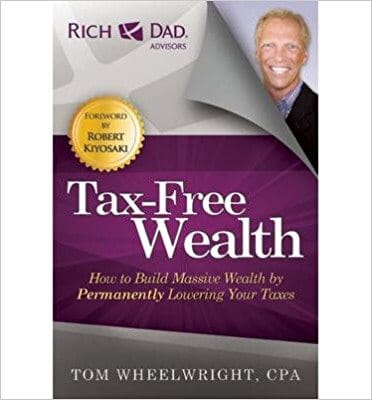 RICH DAD.
ADVISORS
FOREWORD
BY
ROBERT
KIYOSAKI
Tax-Free
Wealth
How to Build Massive Wealth by
Permanently Lowering Your Taxes
TOM WHEELWRIGHT, CPA